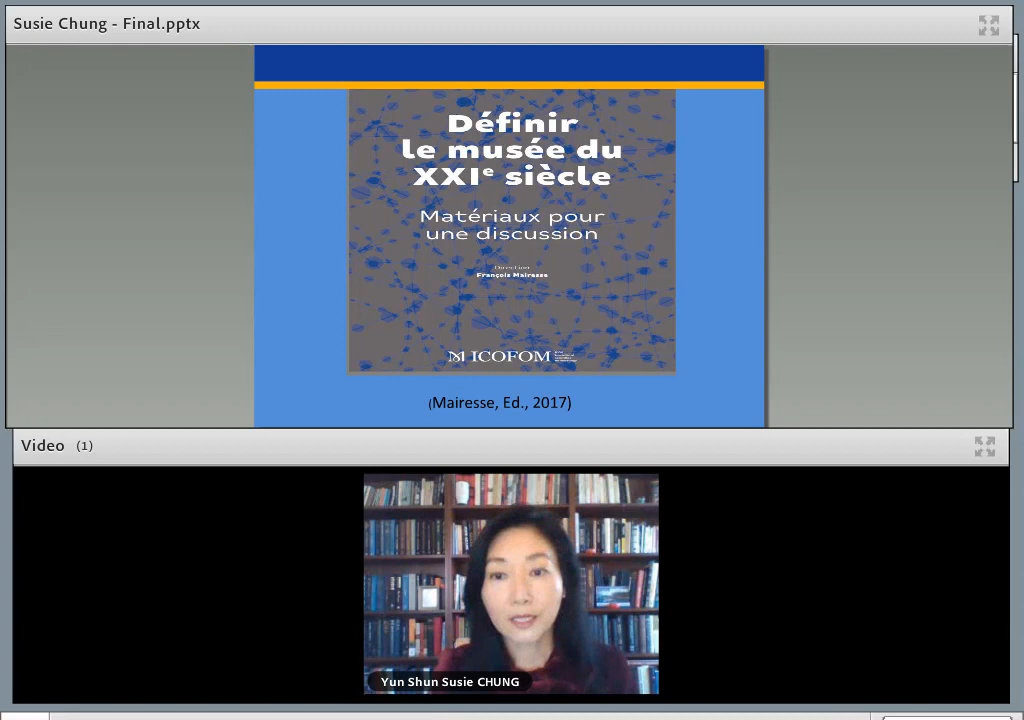 Susie Chung - Final.pptx
Définir
le musée du
XXIᵉ siècle
Matériaux pour
une discussion
Direction
François Mairesse
ICOFOM
(Mairesse, Ed., 2017)
Video (1)
Yun Shun Susie CHUNG